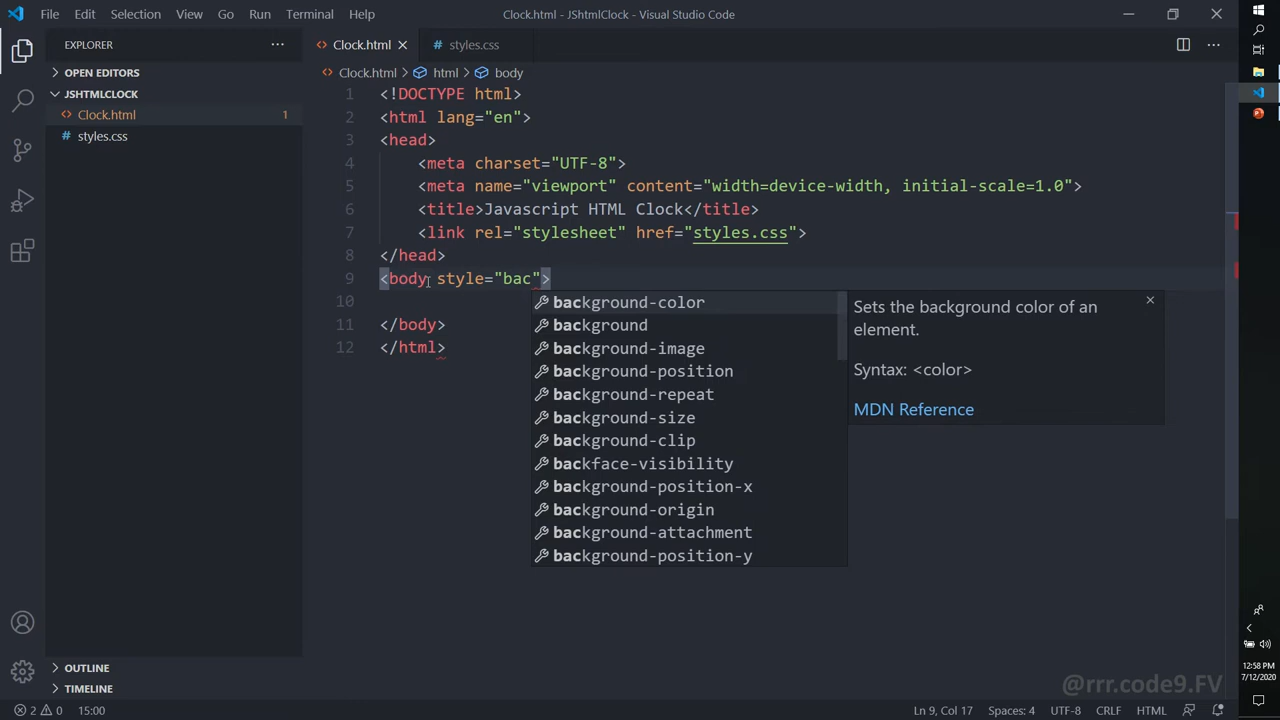 File Edit Selection View Go Run Terminal Help Clock.html - JShtmlClock - Visual Studio Code
EXPLORER
OPEN EDITORS
JSHTMLCLOCK
Clock.html 1
styles.css
OUTLINE
TIMELINE
Clock.html styles.css
Clock.html html body
1 <!DOCTYPE html>
2 <html lang="en">
3 <head>
4 <meta charset="UTF-8">
5 <meta name="viewport" content="width=device-width, initial-scale=1.0">
6 <title>Javascript HTML Clock</title>
7 <link rel="stylesheet" href="styles.css">
8 </head>
9 <body style="bac">
10
11 </body>
12 </html>
background-color
background
background-image
background-position
background-repeat
background-size
background-clip
backface-visibility
background-position-x
background-origin
background-attachment
background-position-y
Sets the background color of an
element.
Syntax: <color>
MDN Reference
@rrr.code9.FV
2 0 15:00 Ln 9, Col 17 Spaces: 4 UTF-8 CRLF HTML
12:58 PM
7/12/2020